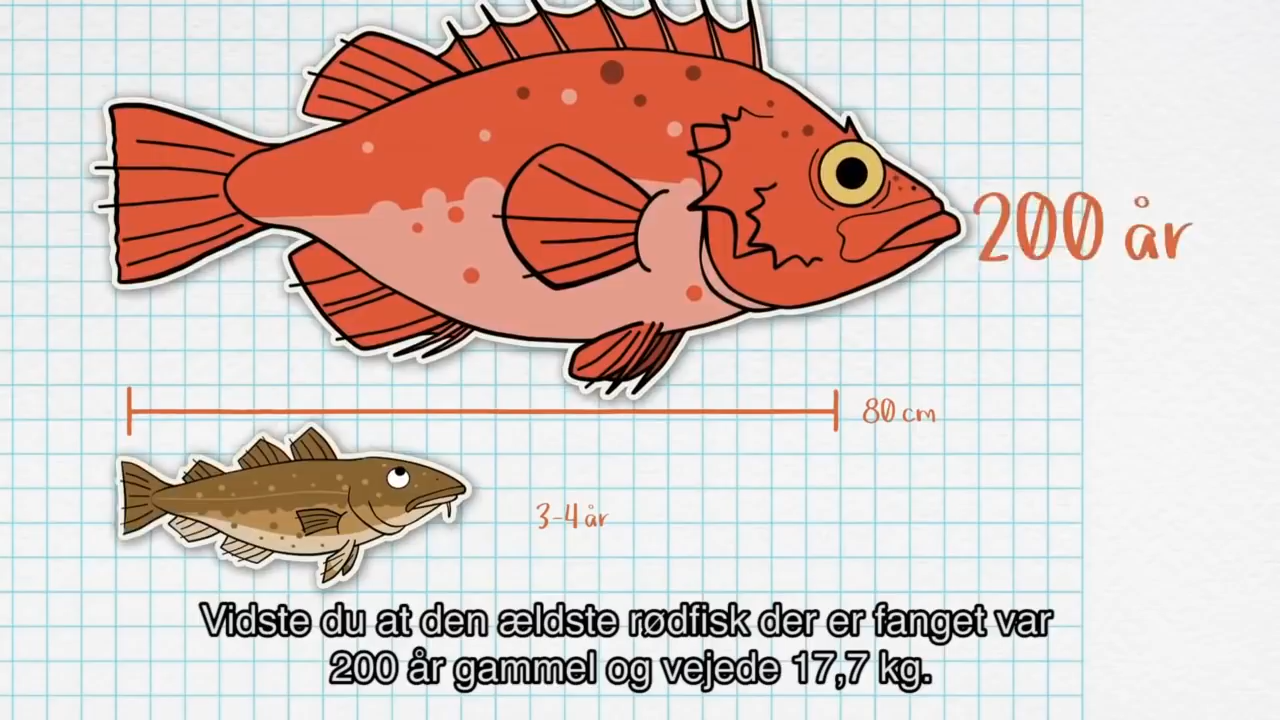 200 år
80 cm
3-4 år
Vidste du at den ældste rødfisk der er fanget var
200 år gammel og vejede 17,7 kg.